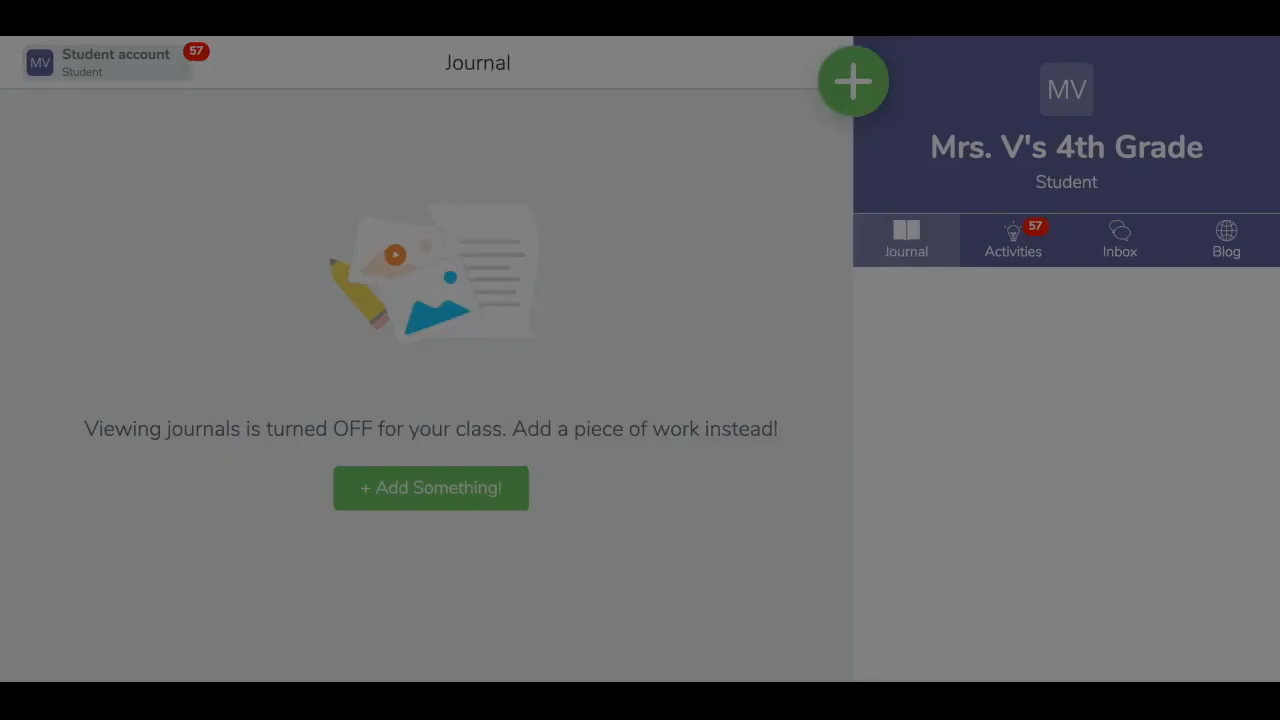 MV
Student account
57
Student
Journal
MV
Mrs. V's 4th Grade
Student
Journal
Activities
57
Inbox
Blog
Viewing journals is turned OFF for your class. Add a piece of work instead!
+ Add Something!